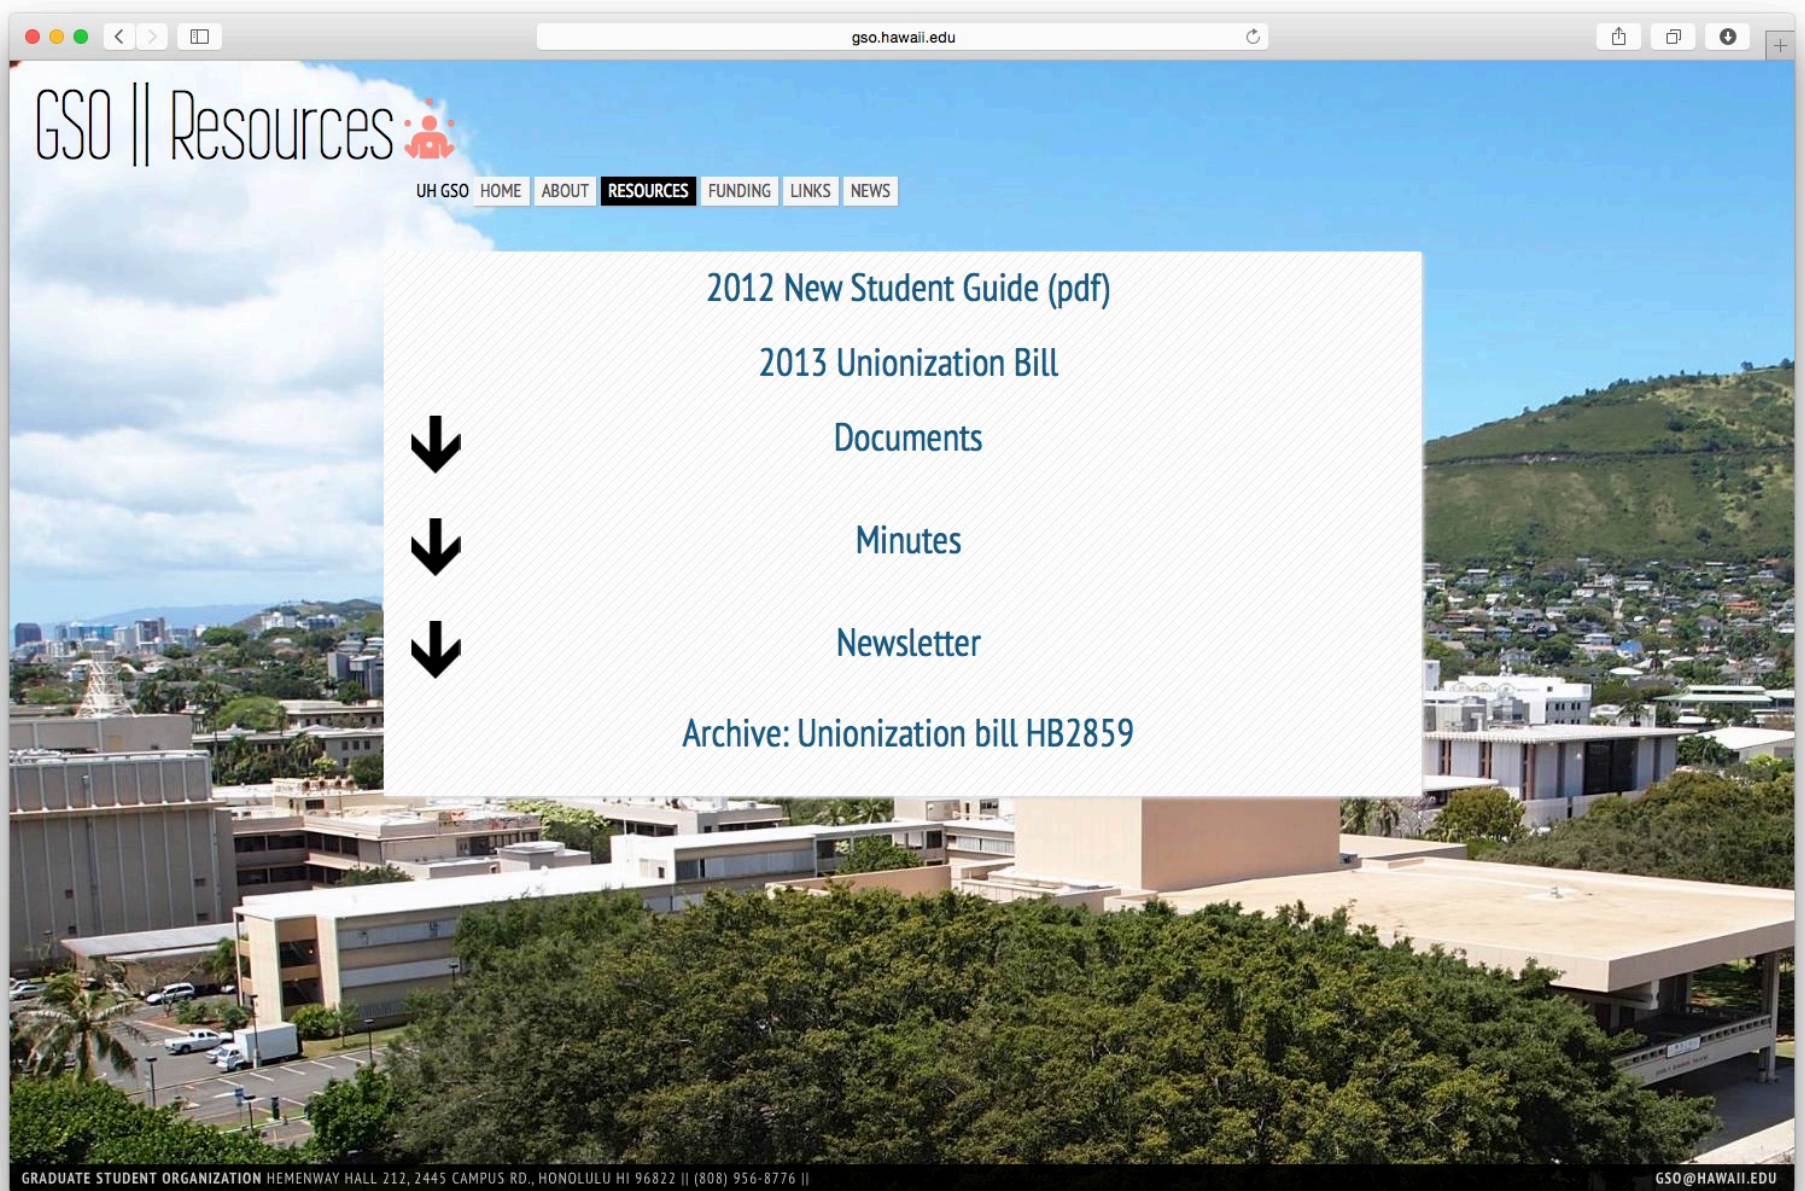 gso.hawaii.edu
GSO || Resources
UH GSO HOME ABOUT RESOURCES FUNDING LINKS NEWS
2012 New Student Guide (pdf)
2013 Unionization Bill
Documents
Minutes
Newsletter
Archive: Unionization bill HB2859
GRADUATE STUDENT ORGANIZATION HEMENWAY HALL 212, 2445 CAMPUS RD., HONOLULU HI 96822 || (808) 956-8776 ||
GSO@HAWAII.EDU